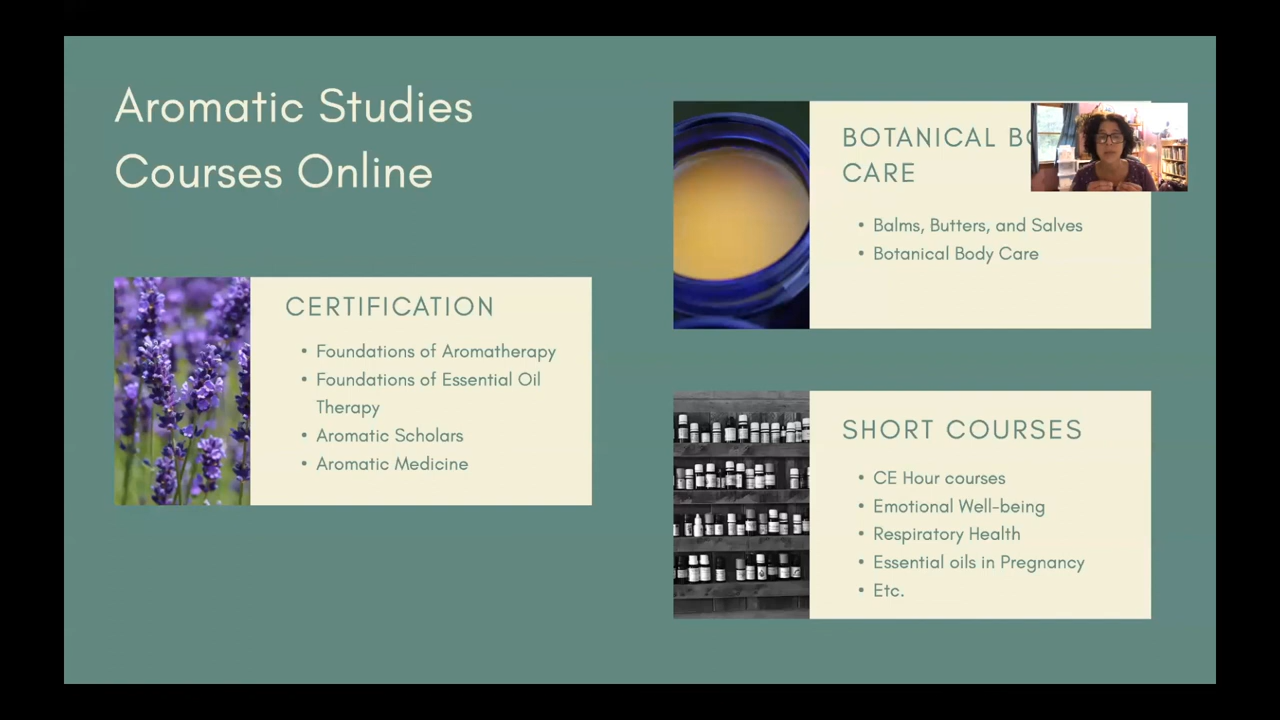 Aromatic Studies
Courses Online
CERTIFICATION
• Foundations of Aromatherapy
• Foundations of Essential Oil
Therapy
• Aromatic Scholars
• Aromatic Medicine
BOTANICAL
CARE
• Balms, Butters, and Salves
• Botanical Body Care
SHORT COURSES
• CE Hour courses
• Emotional Well-being
• Respiratory Health
• Essential oils in Pregnancy
• Etc.